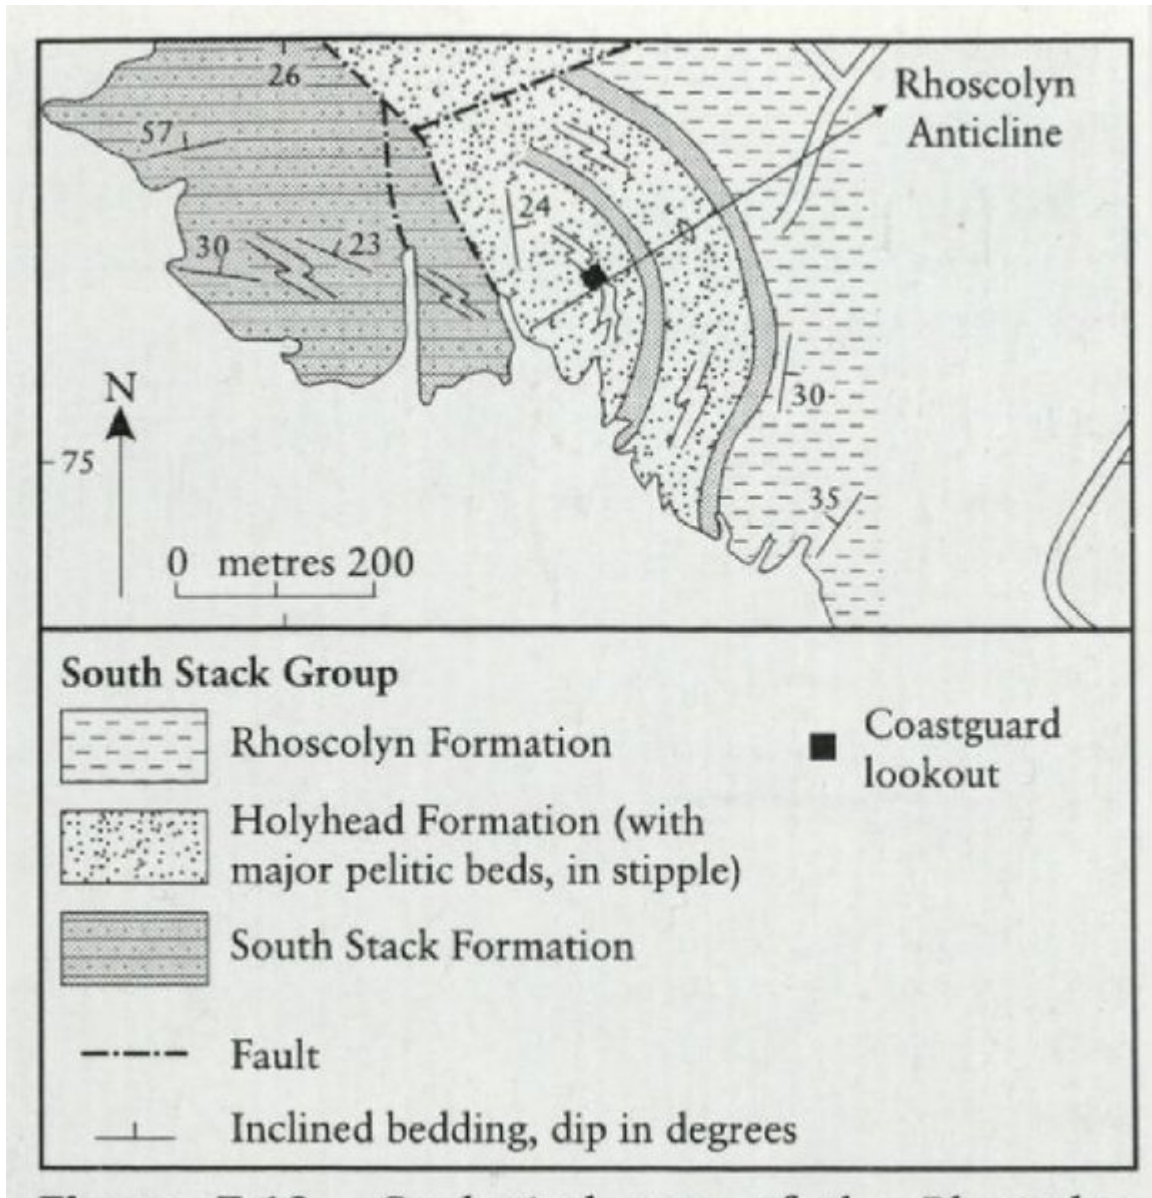 26
Rhoscolyn
Anticline
57
24
30
23
N
30
75
35
0 metres 200
South Stack Group
Rhoscolyn Formation
Coastguard
lookout
Holyhead Formation (with
major pelitic beds, in stipple)
South Stack Formation
Fault
Inclined bedding, dip in degrees